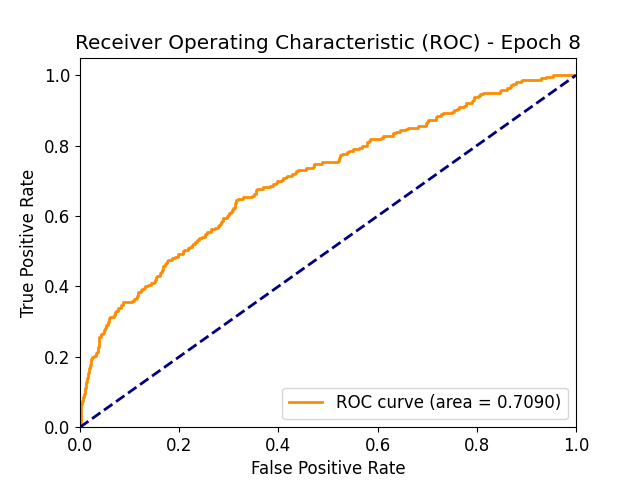 Receiver Operating Characteristic (ROC) - Epoch 8
True Positive Rate
1.0
0.8
0.6
0.4
0.2
0.0
0.0 0.2 0.4 0.6 0.8 1.0
False Positive Rate
ROC curve (area = 0.7090)